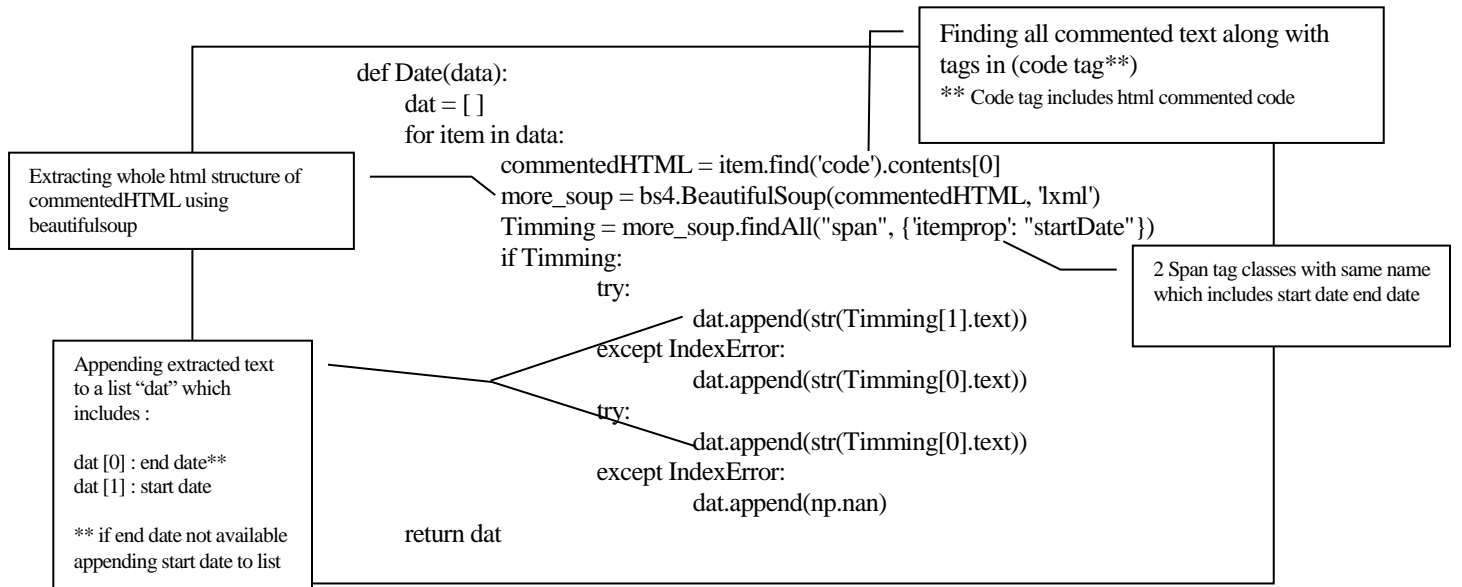 Finding all commented text along with
tags in (code tag**)
** Code tag includes html commented code
def Date(data):
dat = [ ]
for item in data:
commentedHTML = item.find('code').contents[0]
more_soup = bs4.BeautifulSoup(commentedHTML, 'lxml')
Timming = more_soup.findAll("span", {'itemprop': "startDate"})
if Timming:
try:
dat.append(str(Timming[1].text))
except IndexError:
dat.append(str(Timming[0].text))
try:
dat.append(str(Timming[0].text))
except IndexError:
dat.append(np.nan)
return dat
Extracting whole html structure of
commentedHTML using
beautifulsoup
2 Span tag classes with same name
which includes start date end date
Appending extracted text
to a list “dat” which
includes :
dat [0] : end date**
dat [1] : start date
** if end date not available
appending start date to list